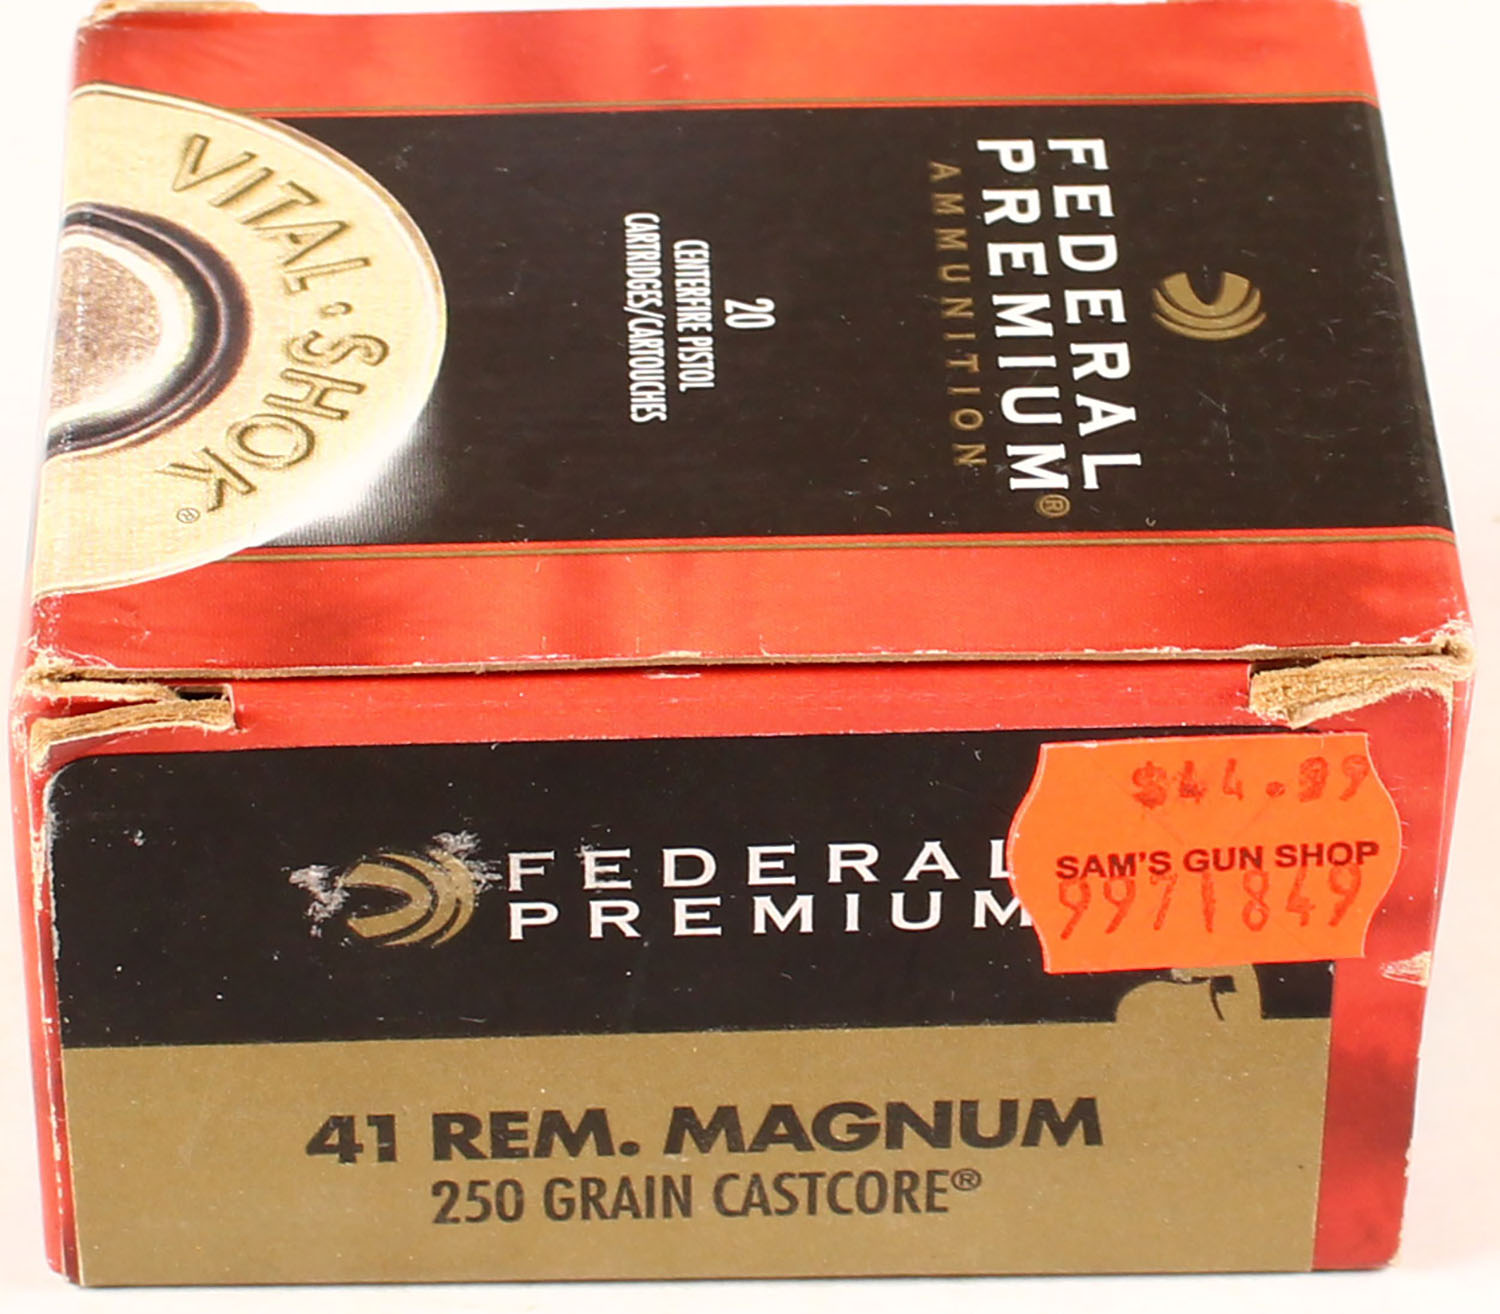 FEDERAL
PREMIUM®
AMMUNITION
20
CENTERFIRE PISTOL
CARTRIDGES/CARTOUCHES
VITAL·SHOK®
FEDERAL
PREMIUM
$44.99
SAM'S GUN SHOP
9971849
41 REM. MAGNUM
250 GRAIN CASTCORE®